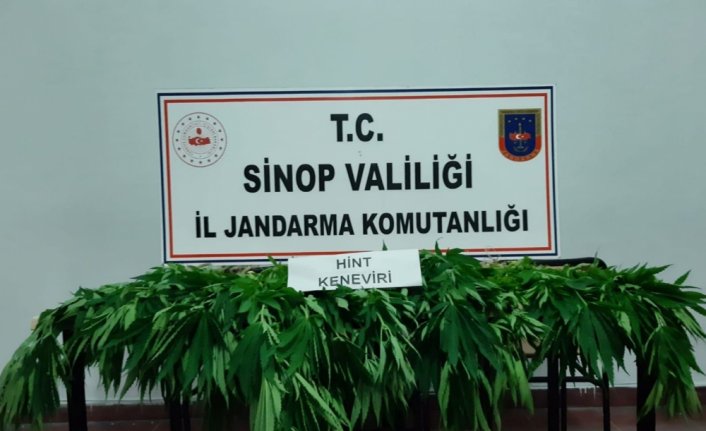 T.C.
SİNOP VALİLİĞİ
İL JANDARMA KOMUTANLIĞI
HİNT
KENEVİRİ